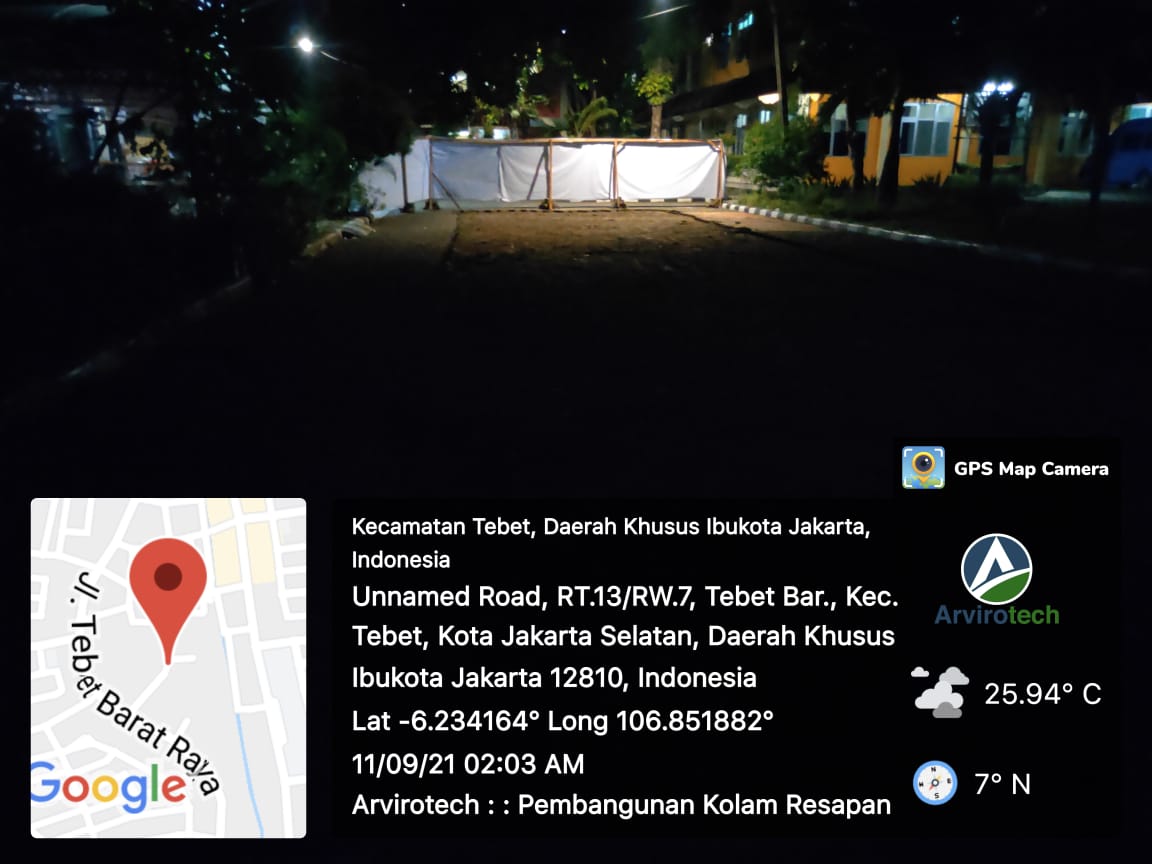 GPS Map Camera
Kecamatan Tebet, Daerah Khusus Ibukota Jakarta,
Indonesia
Unnamed Road, RT.13/RW.7, Tebet Bar., Kec.
Tebet, Kota Jakarta Selatan, Daerah Khusus
Ibukota Jakarta 12810, Indonesia
Lat -6.234164° Long 106.851882°
11/09/21 02:03 AM
Arvirotech : : Pembangunan Kolam Resapan
Jl. Tebet Barat Raya
Google
Arvirotech
25.94° C
N
E
S
7° N